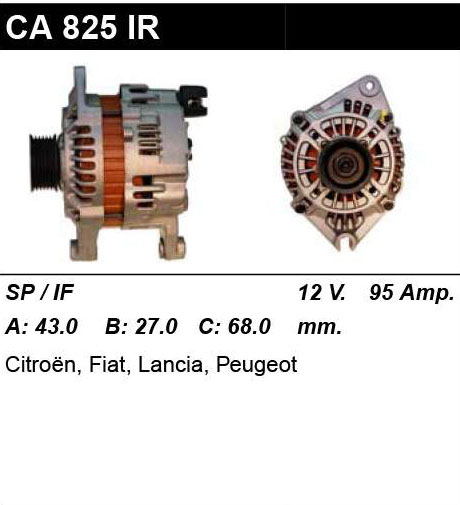 CA 825 IR
SP / IF 12 V. 95 Amp.
A: 43.0 B: 27.0 C: 68.0 mm.
Citroën, Fiat, Lancia, Peugeot